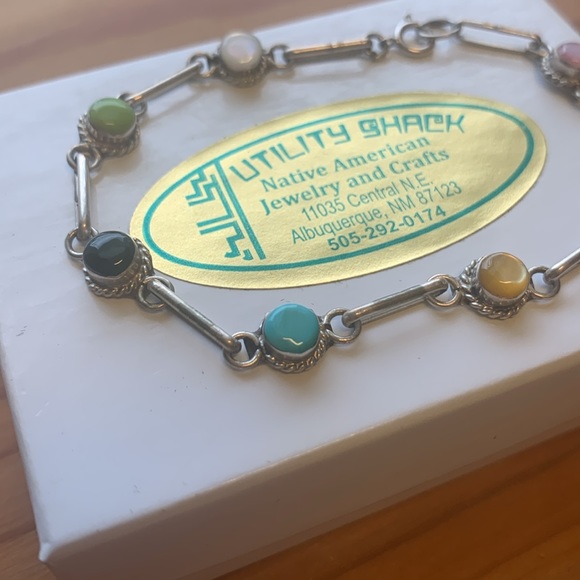 UTILITY SHACK
Native American
Jewelry and Crafts
11035 Central N.E.
Albuquerque, NM 87123
505-292-0174